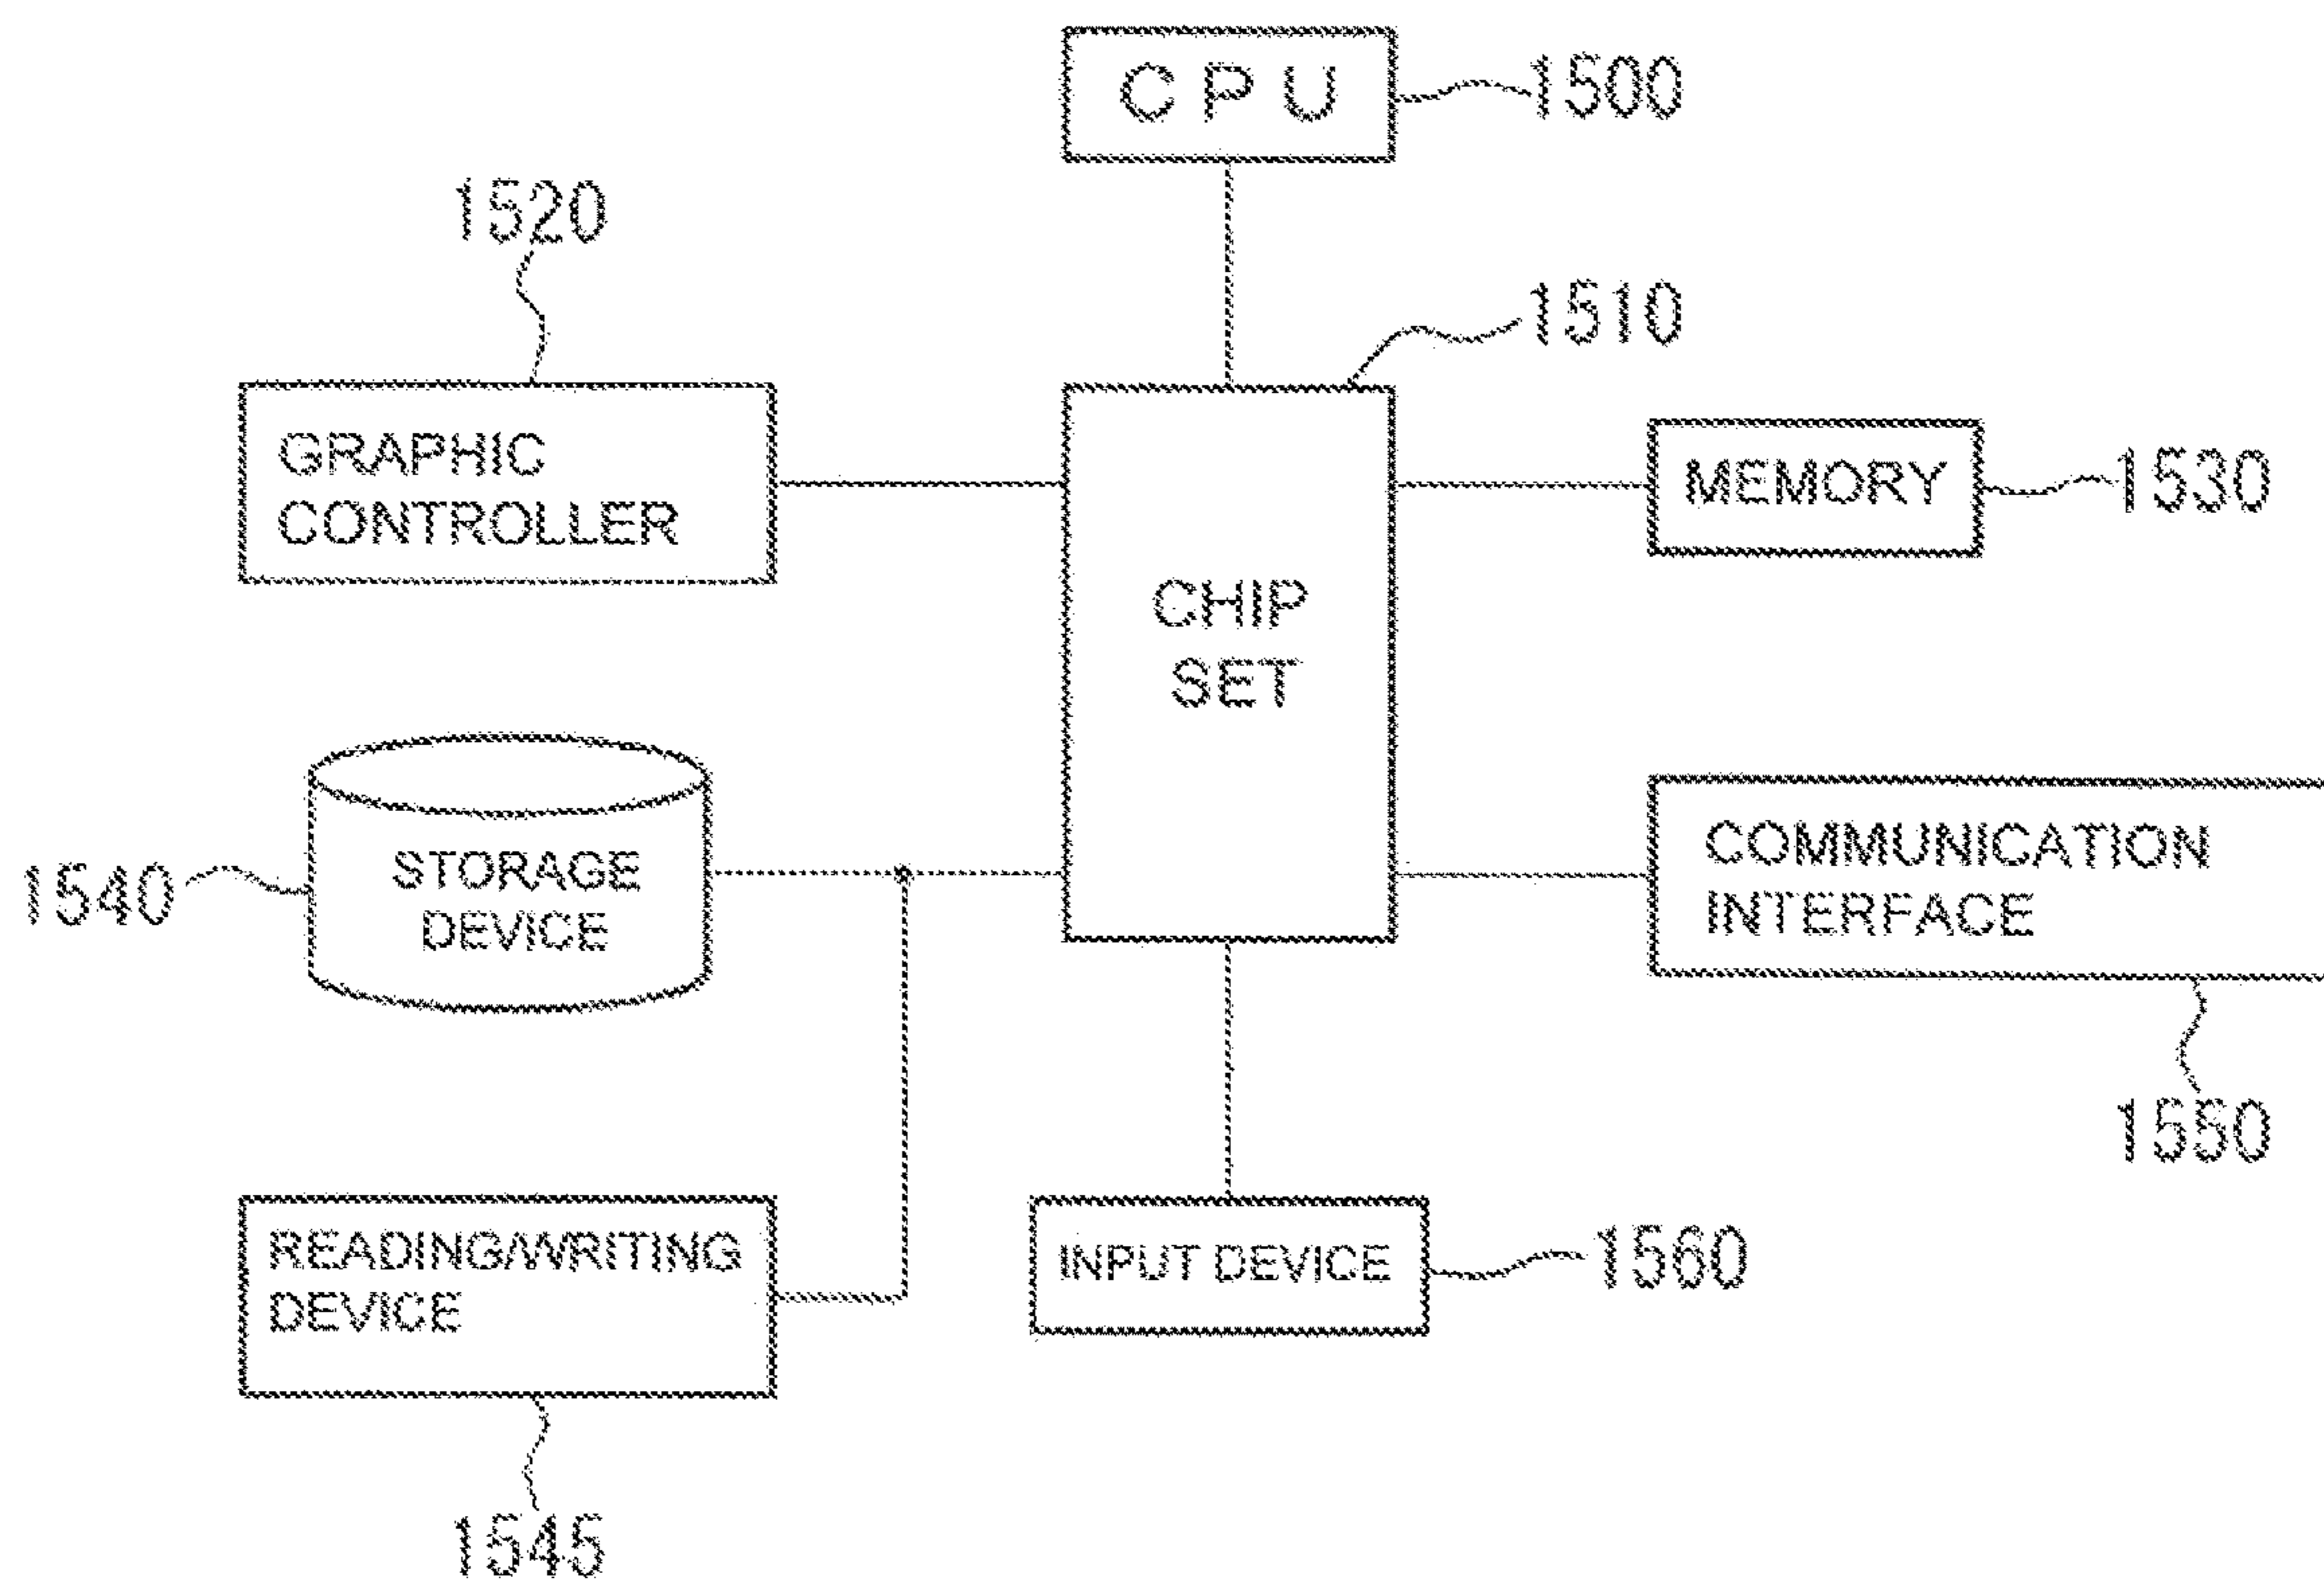 C P U
1500
1520
1510
GRAPHIC
CONTROLLER
MEMORY
1530
CHIP
SET
1540
STORAGE
DEVICE
COMMUNICATION
INTERFACE
1550
READING/WRITING
DEVICE
INPUT DEVICE
1560
1545